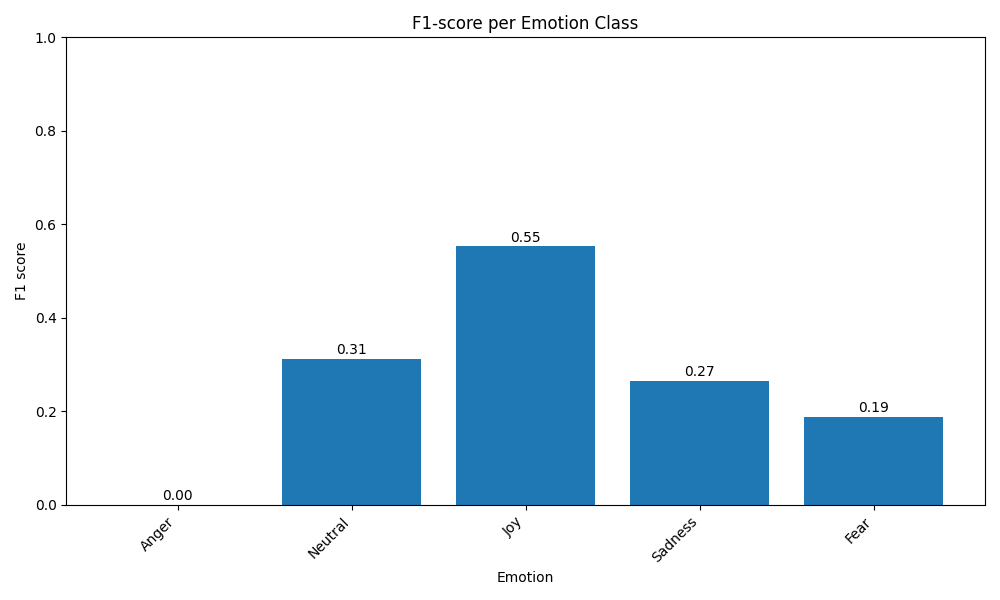 F1-score per Emotion Class
1.0
0.8
0.6
0.4
0.2
0.0
F1 score
0.00
0.31
0.55
0.27
0.19
Anger
Neutral
Joy
Sadness
Fear
Emotion